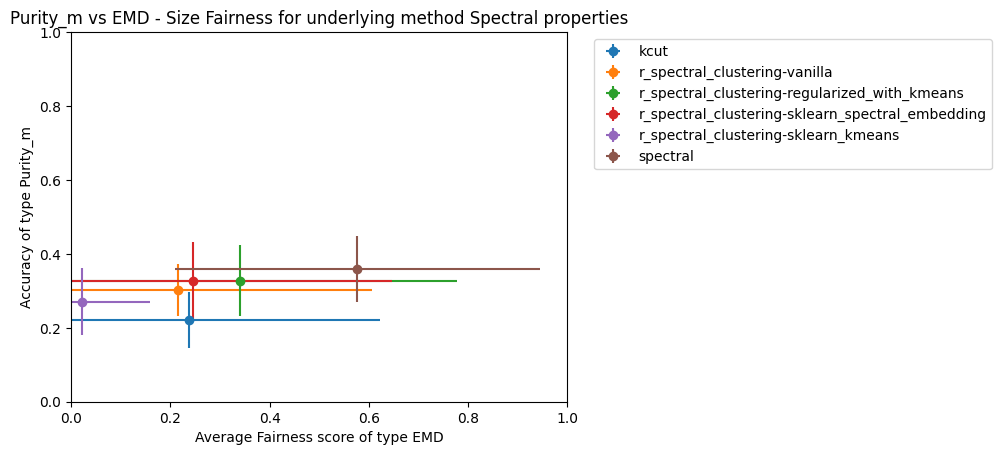 Purity_m vs EMD - Size Fairness for underlying method Spectral properties
1.0
0.8
0.6
0.4
0.2
0.0
Accuracy of type Purity_m
0.0 0.2 0.4 0.6 0.8 1.0
Average Fairness score of type EMD
kcut
r_spectral_clustering-vanilla
r_spectral_clustering-regularized_with_kmeans
r_spectral_clustering-sklearn_spectral_embedding
r_spectral_clustering-sklearn_kmeans
spectral